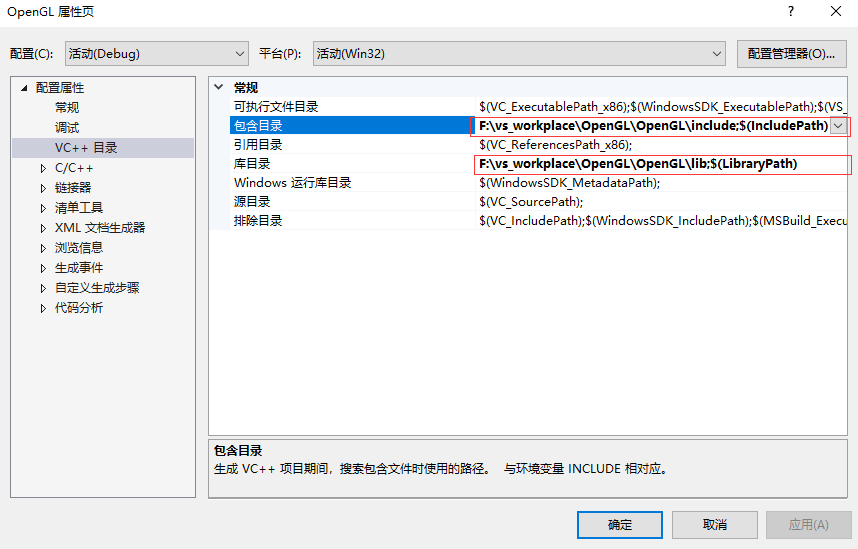 OpenGL 属性页
配置(C): 活动(Debug) 平台(P): 活动(Win32) 配置管理器(O)...
配置属性
常规
调试
VC++ 目录
C/C++
链接器
清单工具
XML 文档生成器
浏览信息
生成事件
自定义生成步骤
代码分析
常规
可执行文件目录 $(VC_ExecutablePath_x86);$(WindowsSDK_ExecutablePath);$(VS_
包含目录 F:\vs_workplace\OpenGL\OpenGL\include;$(IncludePath)
引用目录 $(VC_ReferencesPath_x86);
库目录 F:\vs_workplace\OpenGL\OpenGL\lib;$(LibraryPath)
Windows 运行库目录 $(WindowsSDK_MetadataPath);
源目录 $(VC_SourcePath);
排除目录 $(VC_IncludePath);$(WindowsSDK_IncludePath);$(MSBuild_Execu
包含目录
生成 VC++ 项目期间，搜索包含文件时使用的路径。 与环境变量 INCLUDE 相对应。
确定 取消 应用(A)